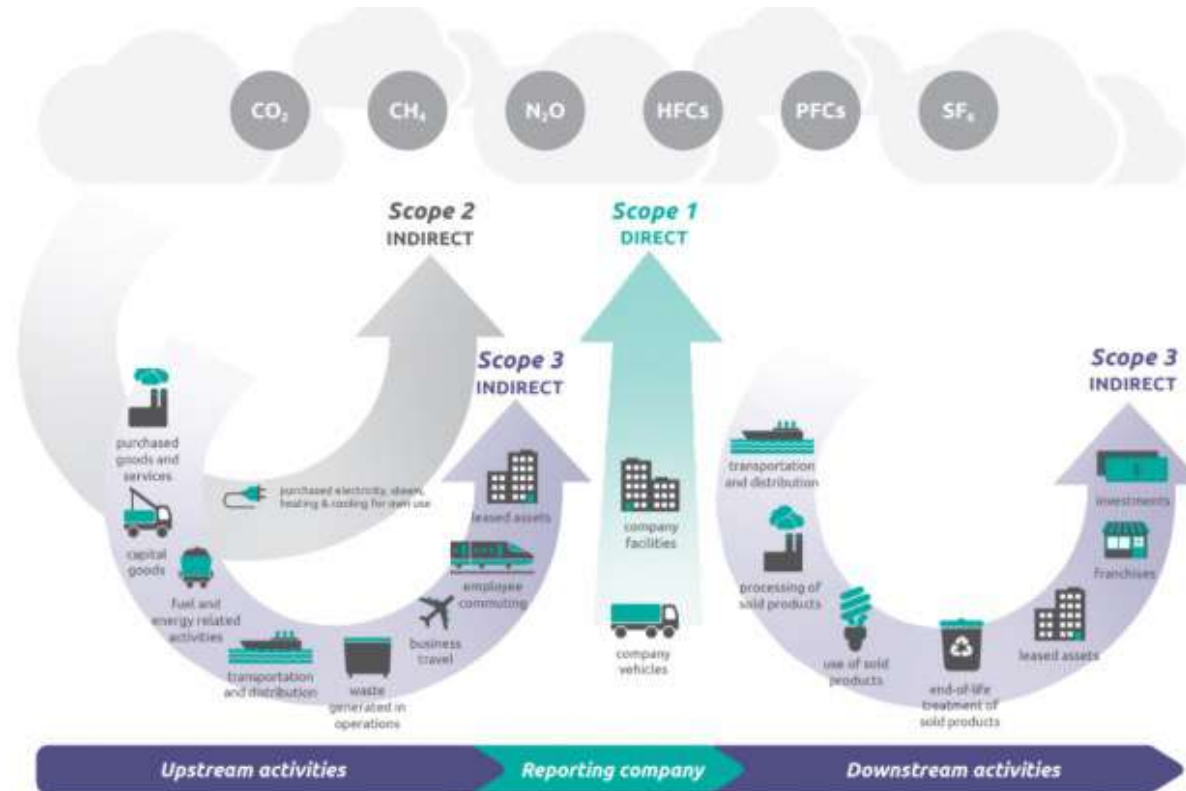 CO₂
CH₄
N₂O
HFCs
PFCs
SF₆
Scope 2
INDIRECT
Scope 1
DIRECT
Scope 3
INDIRECT
Scope 3
INDIRECT
purchased
goods and
services
capital
goods
fuel and
energy related
activities
transportation
and distribution
waste
generated in
operations
business
travel
employee
commuting
leased assets
purchased electricity, steam,
heating & cooling for own use
company
facilities
company
vehicles
transportation
and distribution
processing of
sold products
use of sold
products
end-of-life
treatment of
sold products
leased assets
franchises
investments
Upstream activities
Reporting company
Downstream activities